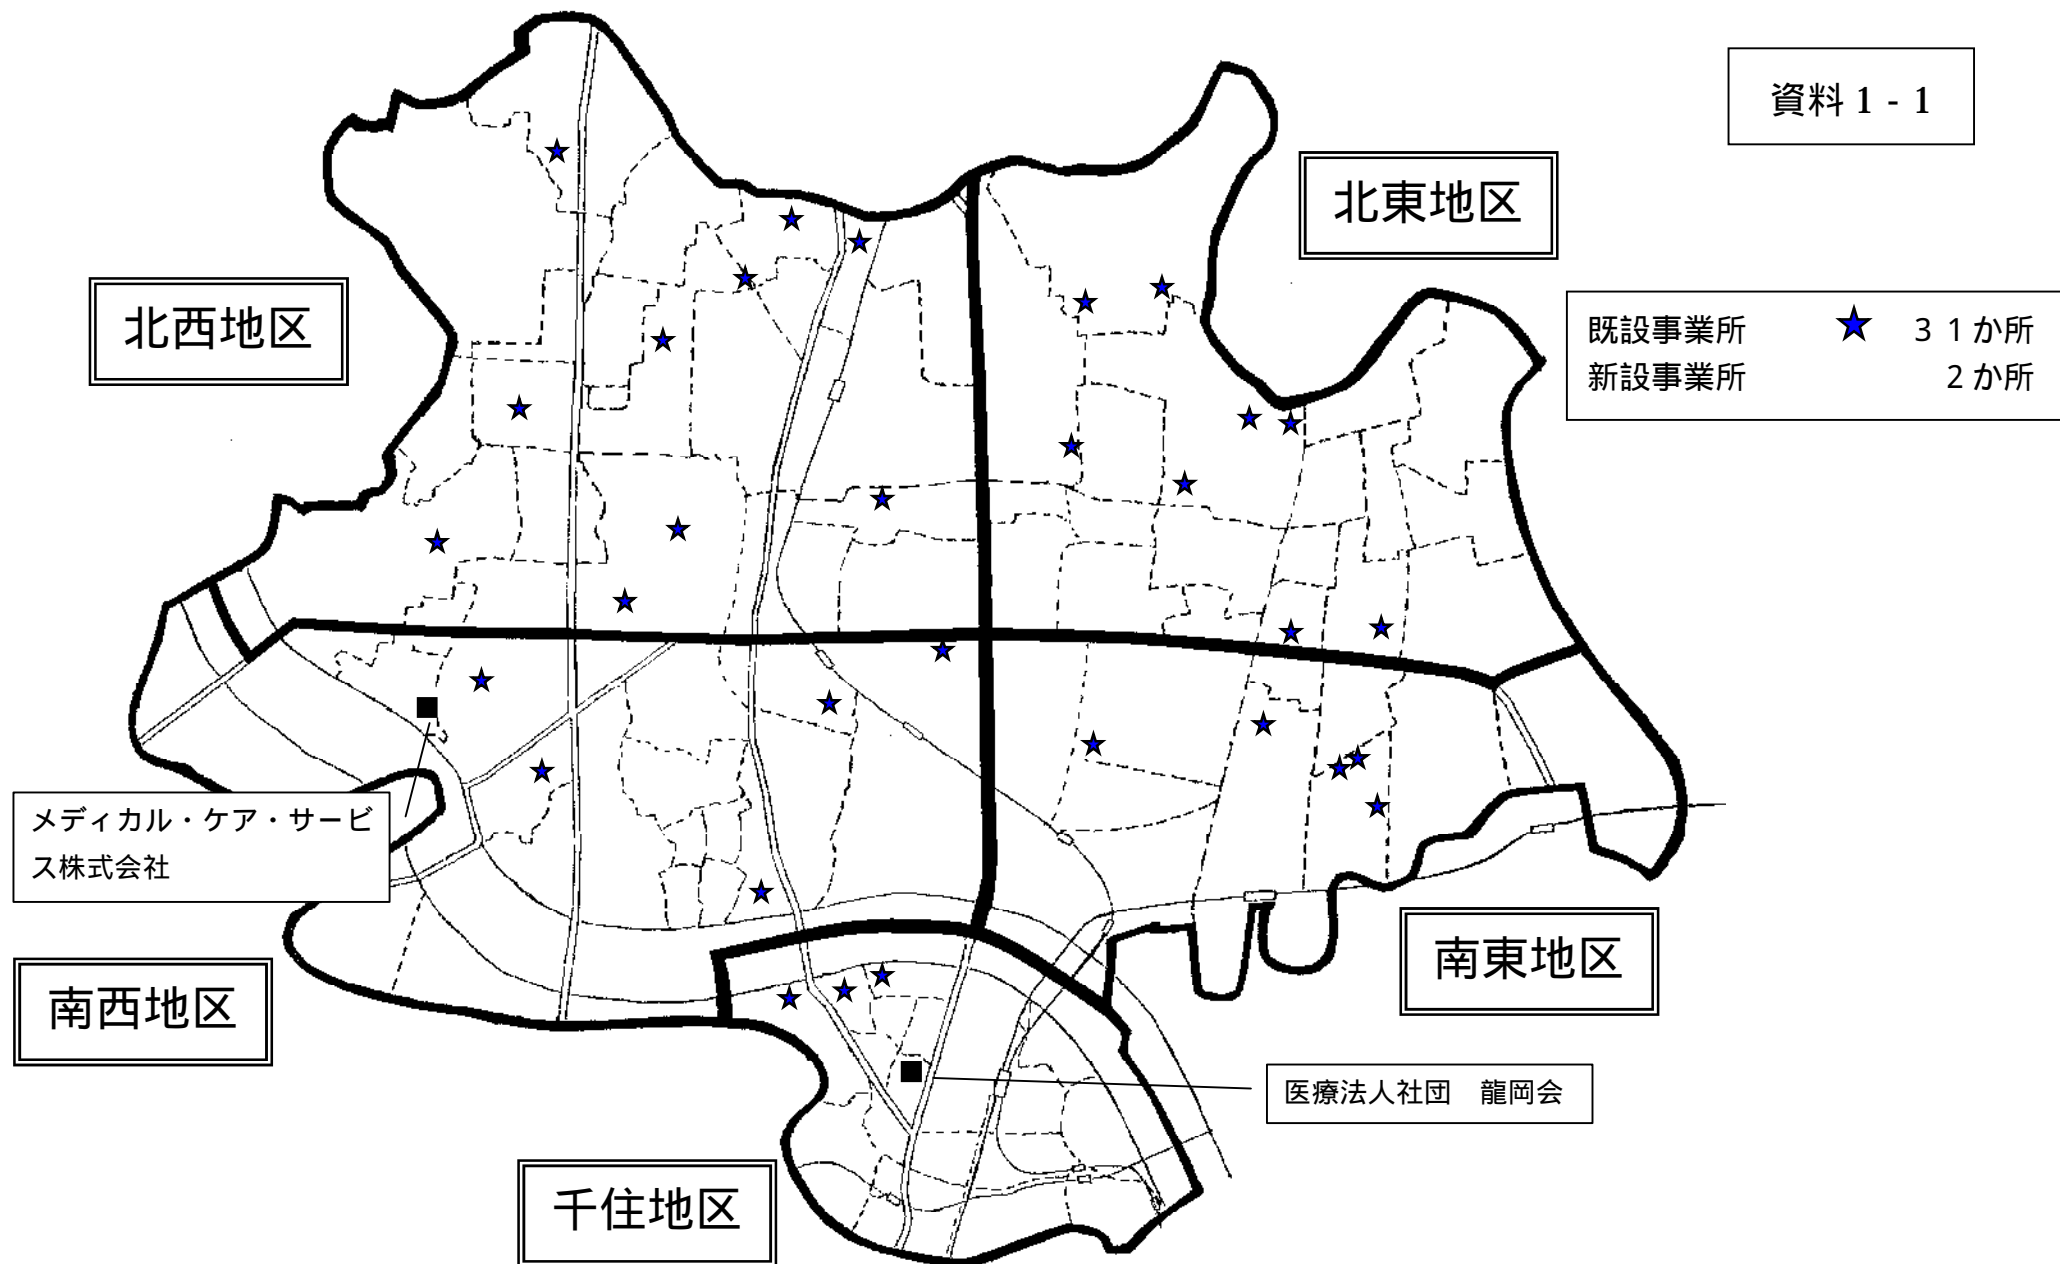 資料1-1
北東地区
北西地区
既設事業所 ★ 31か所
新設事業所 2か所
メディカル・ケア・サービ
ス株式会社
南東地区
南西地区
医療法人社団 龍岡会
千住地区